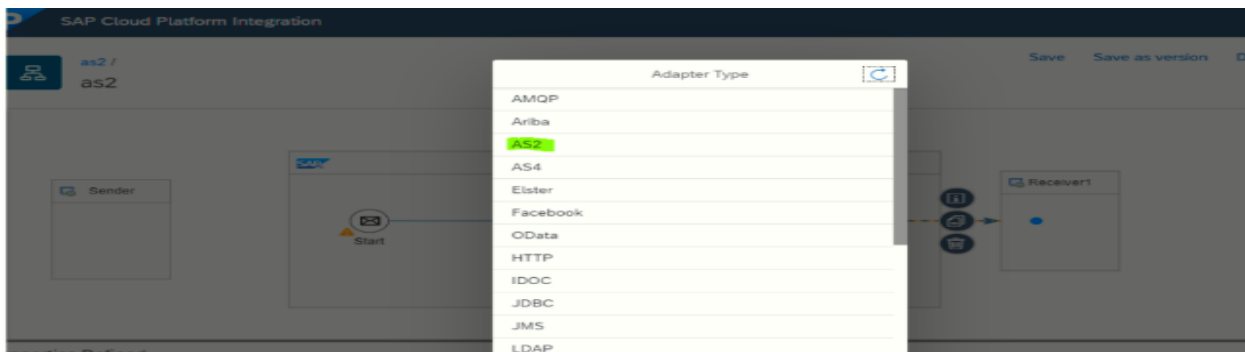 SAP Cloud Platform Integration
as2 /
as2
Save Save as version
Adapter Type
AMQP
Ariba
AS2
AS4
Elster
Facebook
OData
HTTP
IDOC
JDBC
JMS
LDAP
SAP
Sender
Start
Receiver1